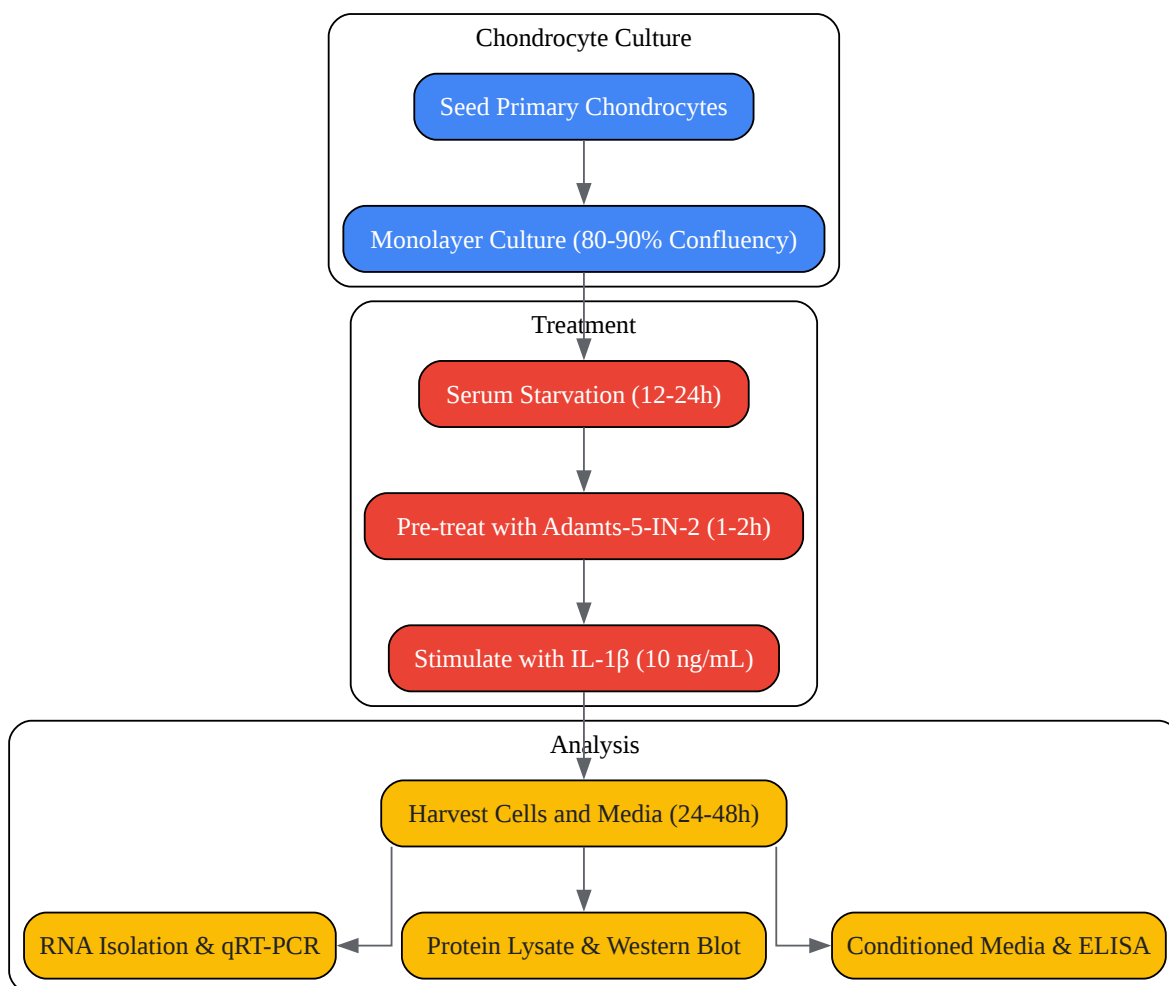 Chondrocyte Culture
Seed Primary Chondrocytes
Monolayer Culture (80-90% Confluency)
Treatment
Serum Starvation (12-24h)
Pre-treat with Adamts-5-IN-2 (1-2h)
Stimulate with IL-1β (10 ng/mL)
Analysis
Harvest Cells and Media (24-48h)
RNA Isolation & qRT-PCR
Protein Lysate & Western Blot
Conditioned Media & ELISA